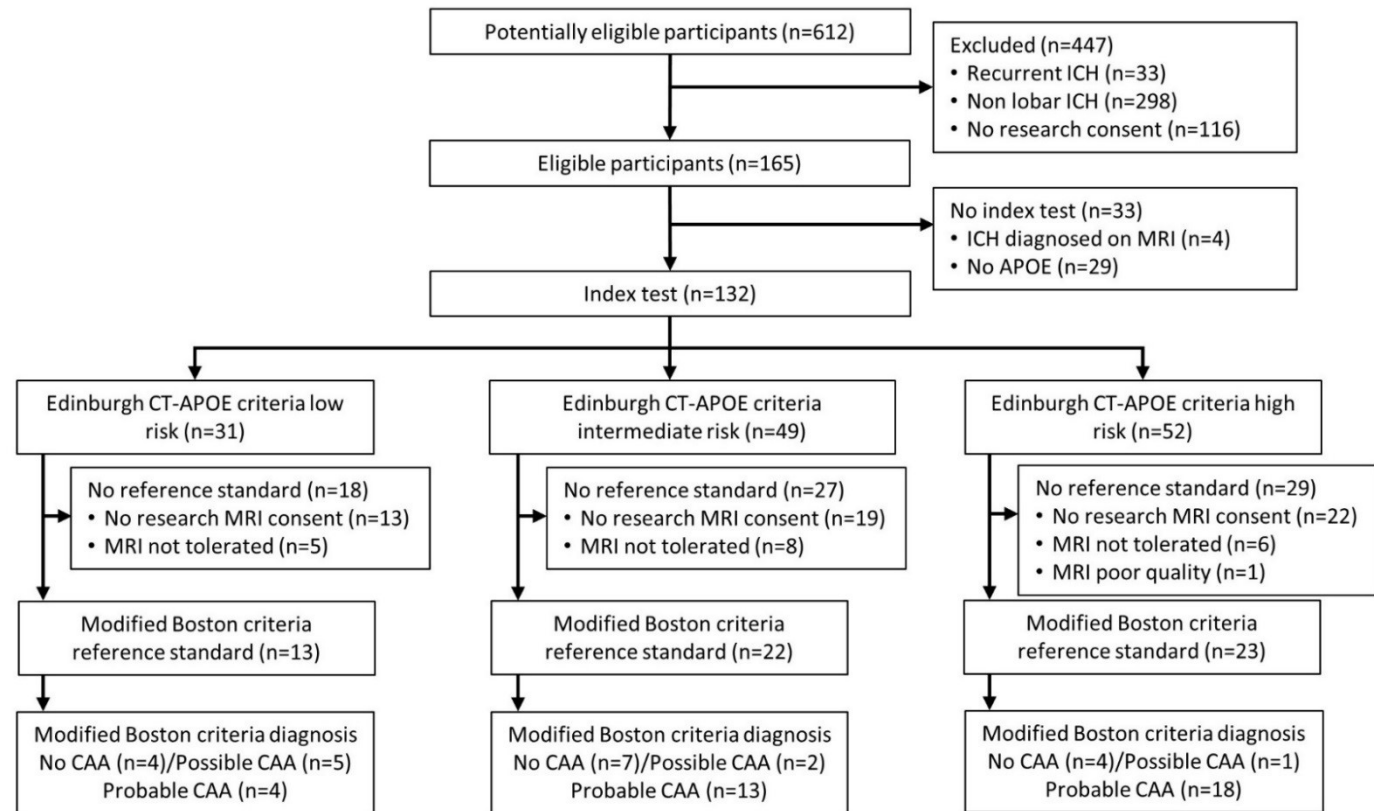 Potentially eligible participants (n=612)
Excluded (n=447)
• Recurrent ICH (n=33)
• Non lobar ICH (n=298)
• No research consent (n=116)
Eligible participants (n=165)
No index test (n=33)
• ICH diagnosed on MRI (n=4)
• No APOE (n=29)
Index test (n=132)
Edinburgh CT-APOE criteria low
risk (n=31)
No reference standard (n=18)
• No research MRI consent (n=13)
• MRI not tolerated (n=5)
Modified Boston criteria
reference standard (n=13)
Modified Boston criteria diagnosis
No CAA (n=4)/Possible CAA (n=5)
Probable CAA (n=4)
Edinburgh CT-APOE criteria
intermediate risk (n=49)
No reference standard (n=27)
• No research MRI consent (n=19)
• MRI not tolerated (n=8)
Modified Boston criteria
reference standard (n=22)
Modified Boston criteria diagnosis
No CAA (n=7)/Possible CAA (n=2)
Probable CAA (n=13)
Edinburgh CT-APOE criteria high
risk (n=52)
No reference standard (n=29)
• No research MRI consent (n=22)
• MRI not tolerated (n=6)
• MRI poor quality (n=1)
Modified Boston criteria
reference standard (n=23)
Modified Boston criteria diagnosis
No CAA (n=4)/Possible CAA (n=1)
Probable CAA (n=18)